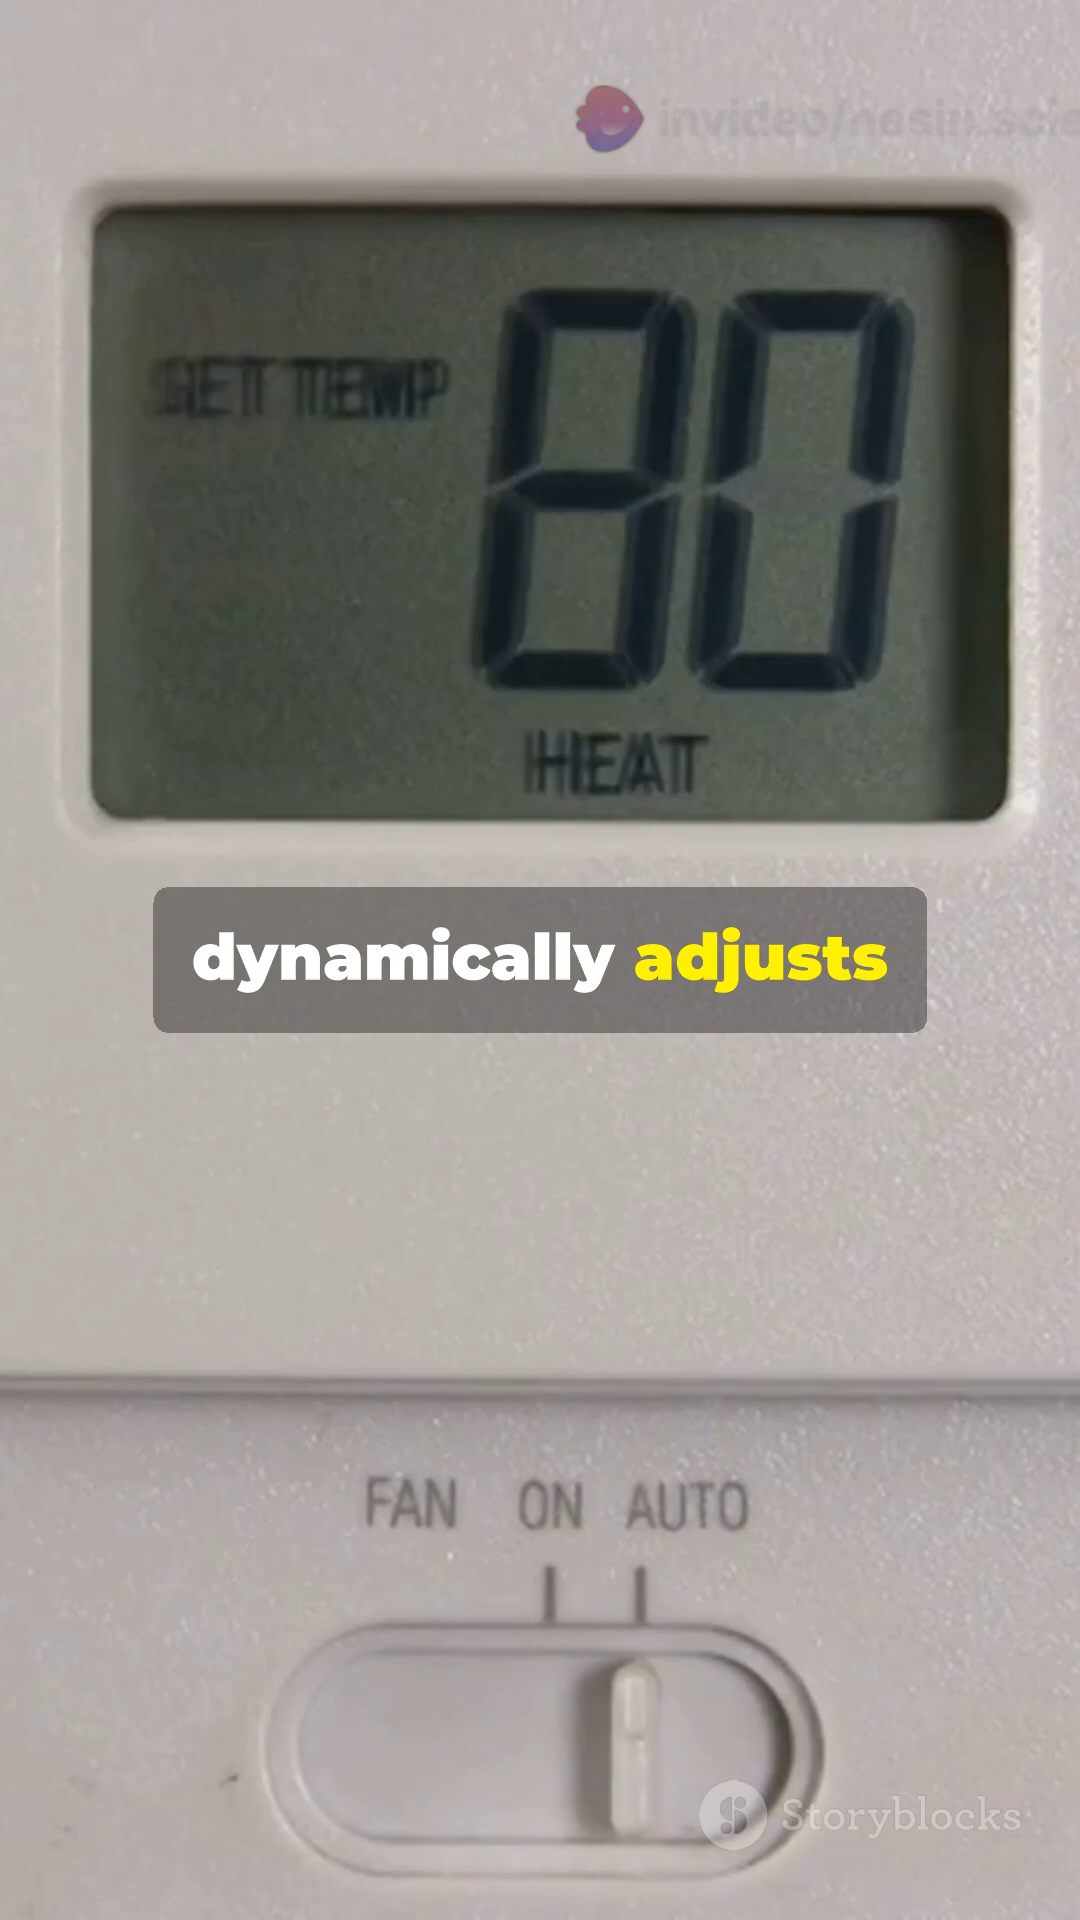 SET TEMP 80
HEAT
dynamically adjusts
FAN ON AUTO
Storyblocks